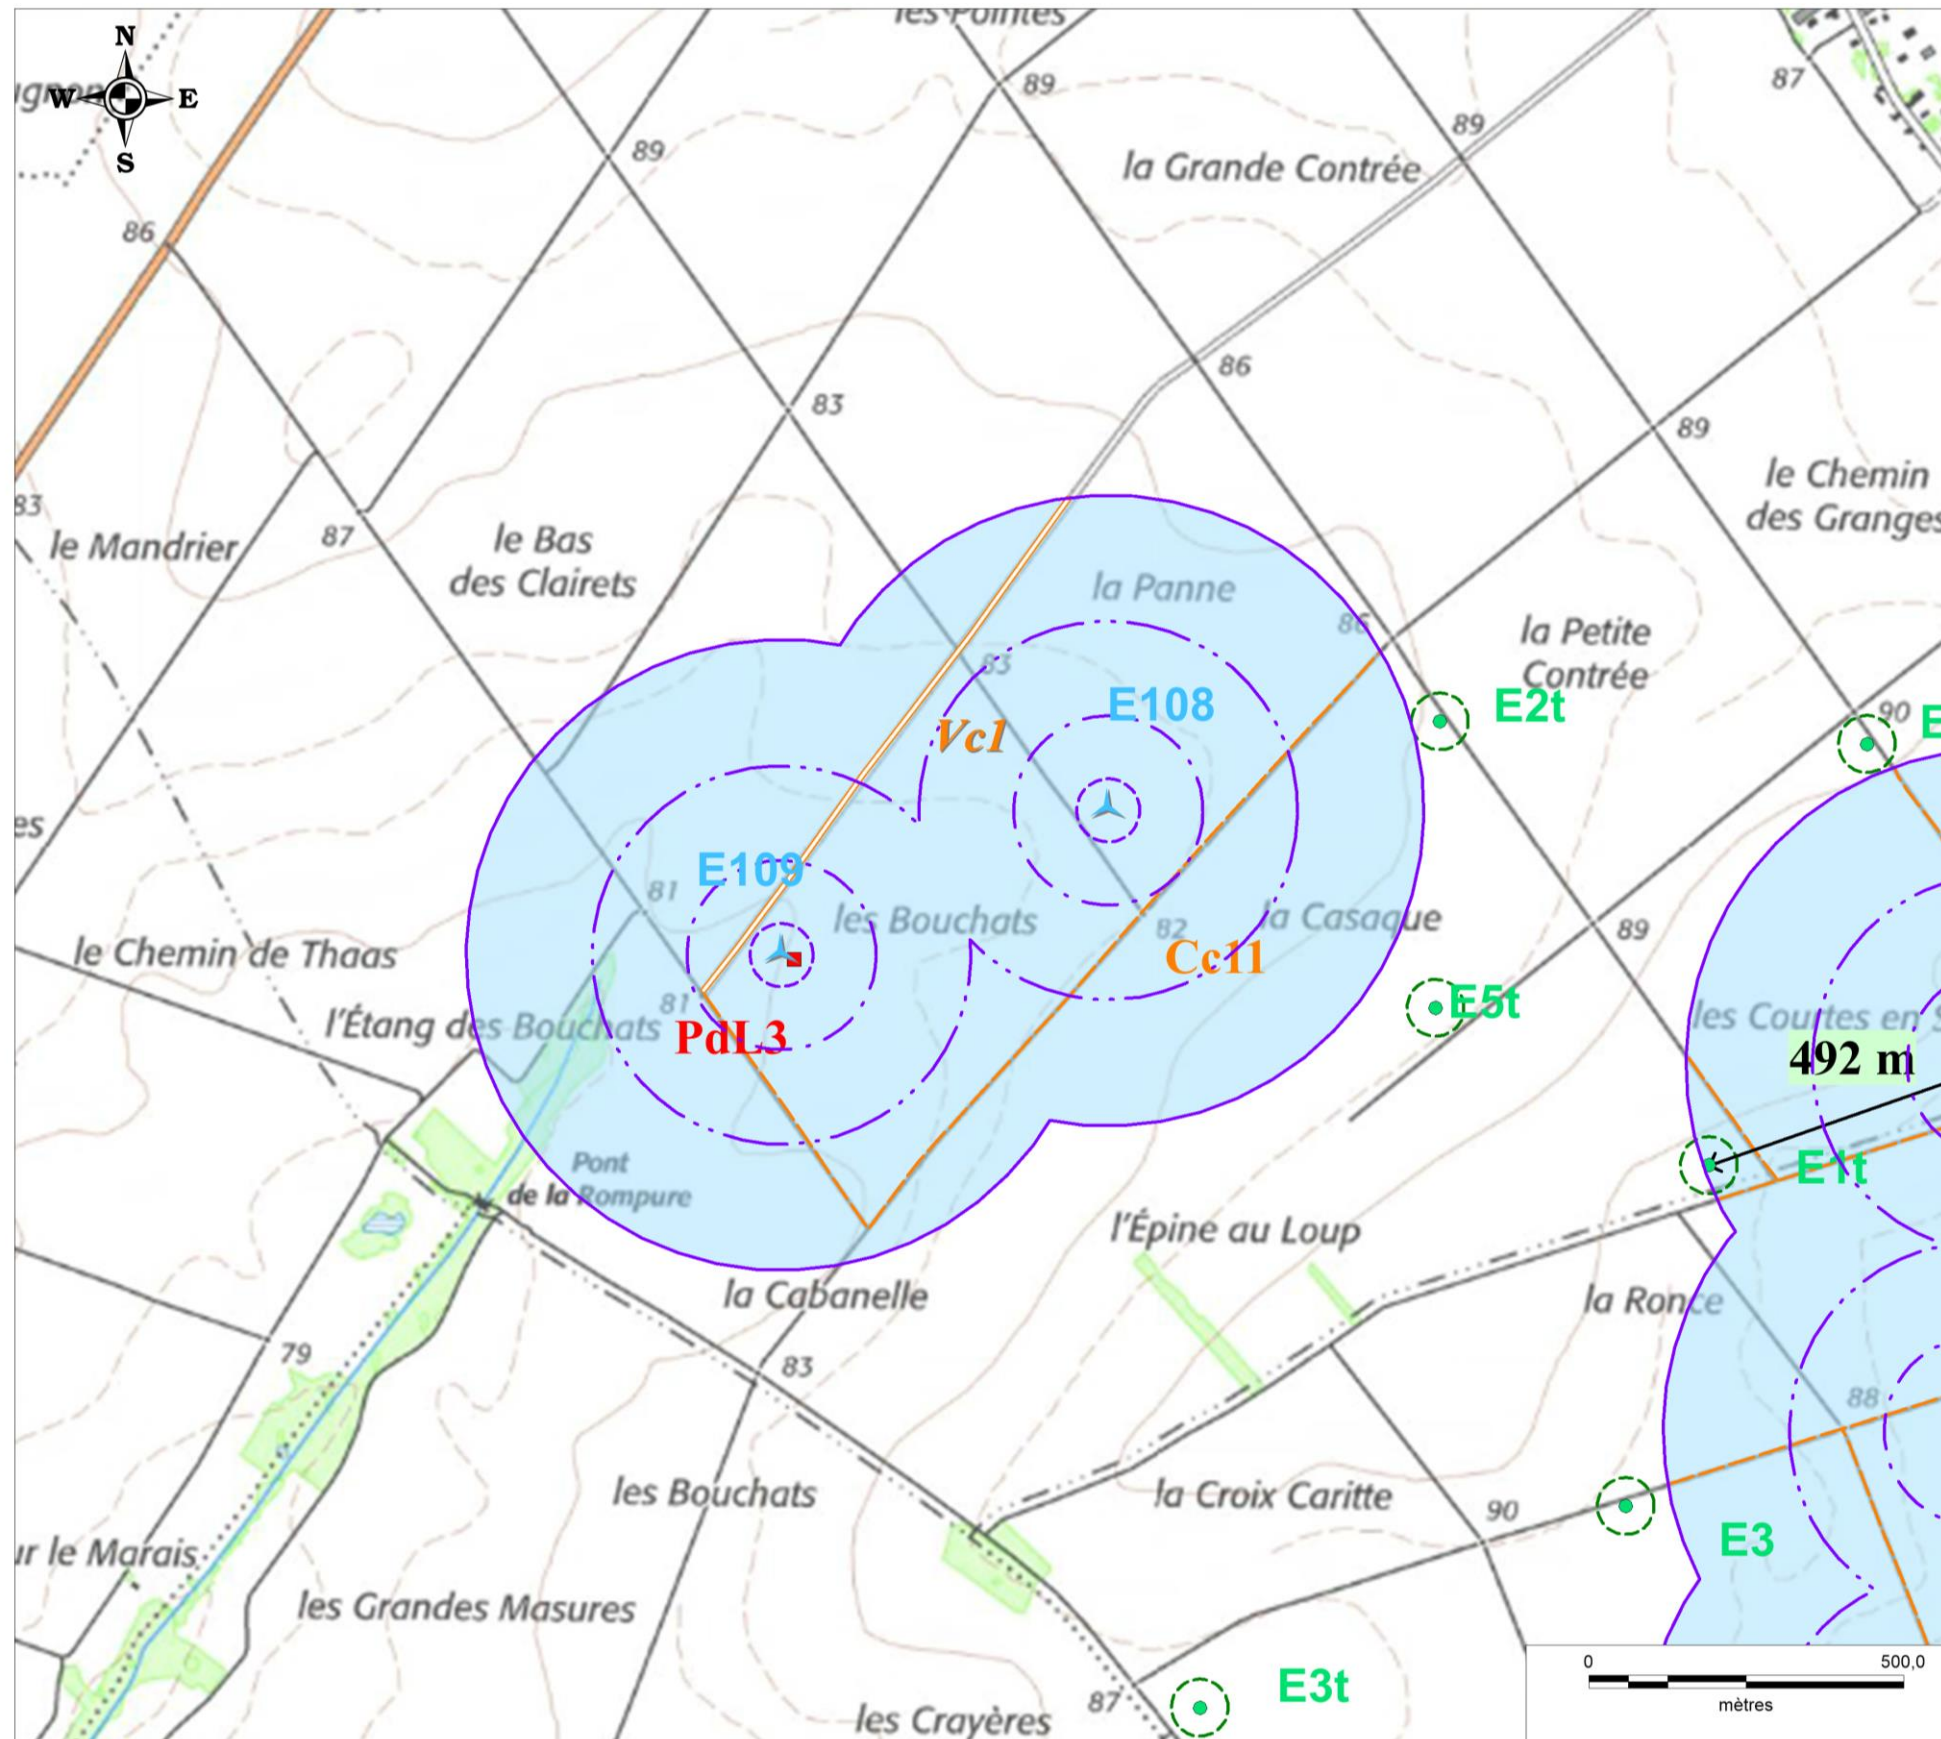 les Pointes
N
W
E
S
89
87
89
89
la Grande Contrée
86
86
83
89
83
le Mandrier
87
le Bas
des Clairets
le Chemin
des Granges
la Panne
86
la Petite
Contrée
83
E108
E2t
90
E
Vc1
es
E109
81
les Bouchats
82
la Casaque
89
le Chemin de Thaas
Cc11
81
E5t
l'Étang des Bouchats
PdL3
les Courtes en S
492 m
Pont
de la Rompure
E1t
l'Épine au Loup
la Cabanelle
la Ronce
79
83
88
les Bouchats
la Croix Caritte
90
E3
ur le Marais
les Grandes Masures
E3t
87
les Crayères
0
500,0
mètres